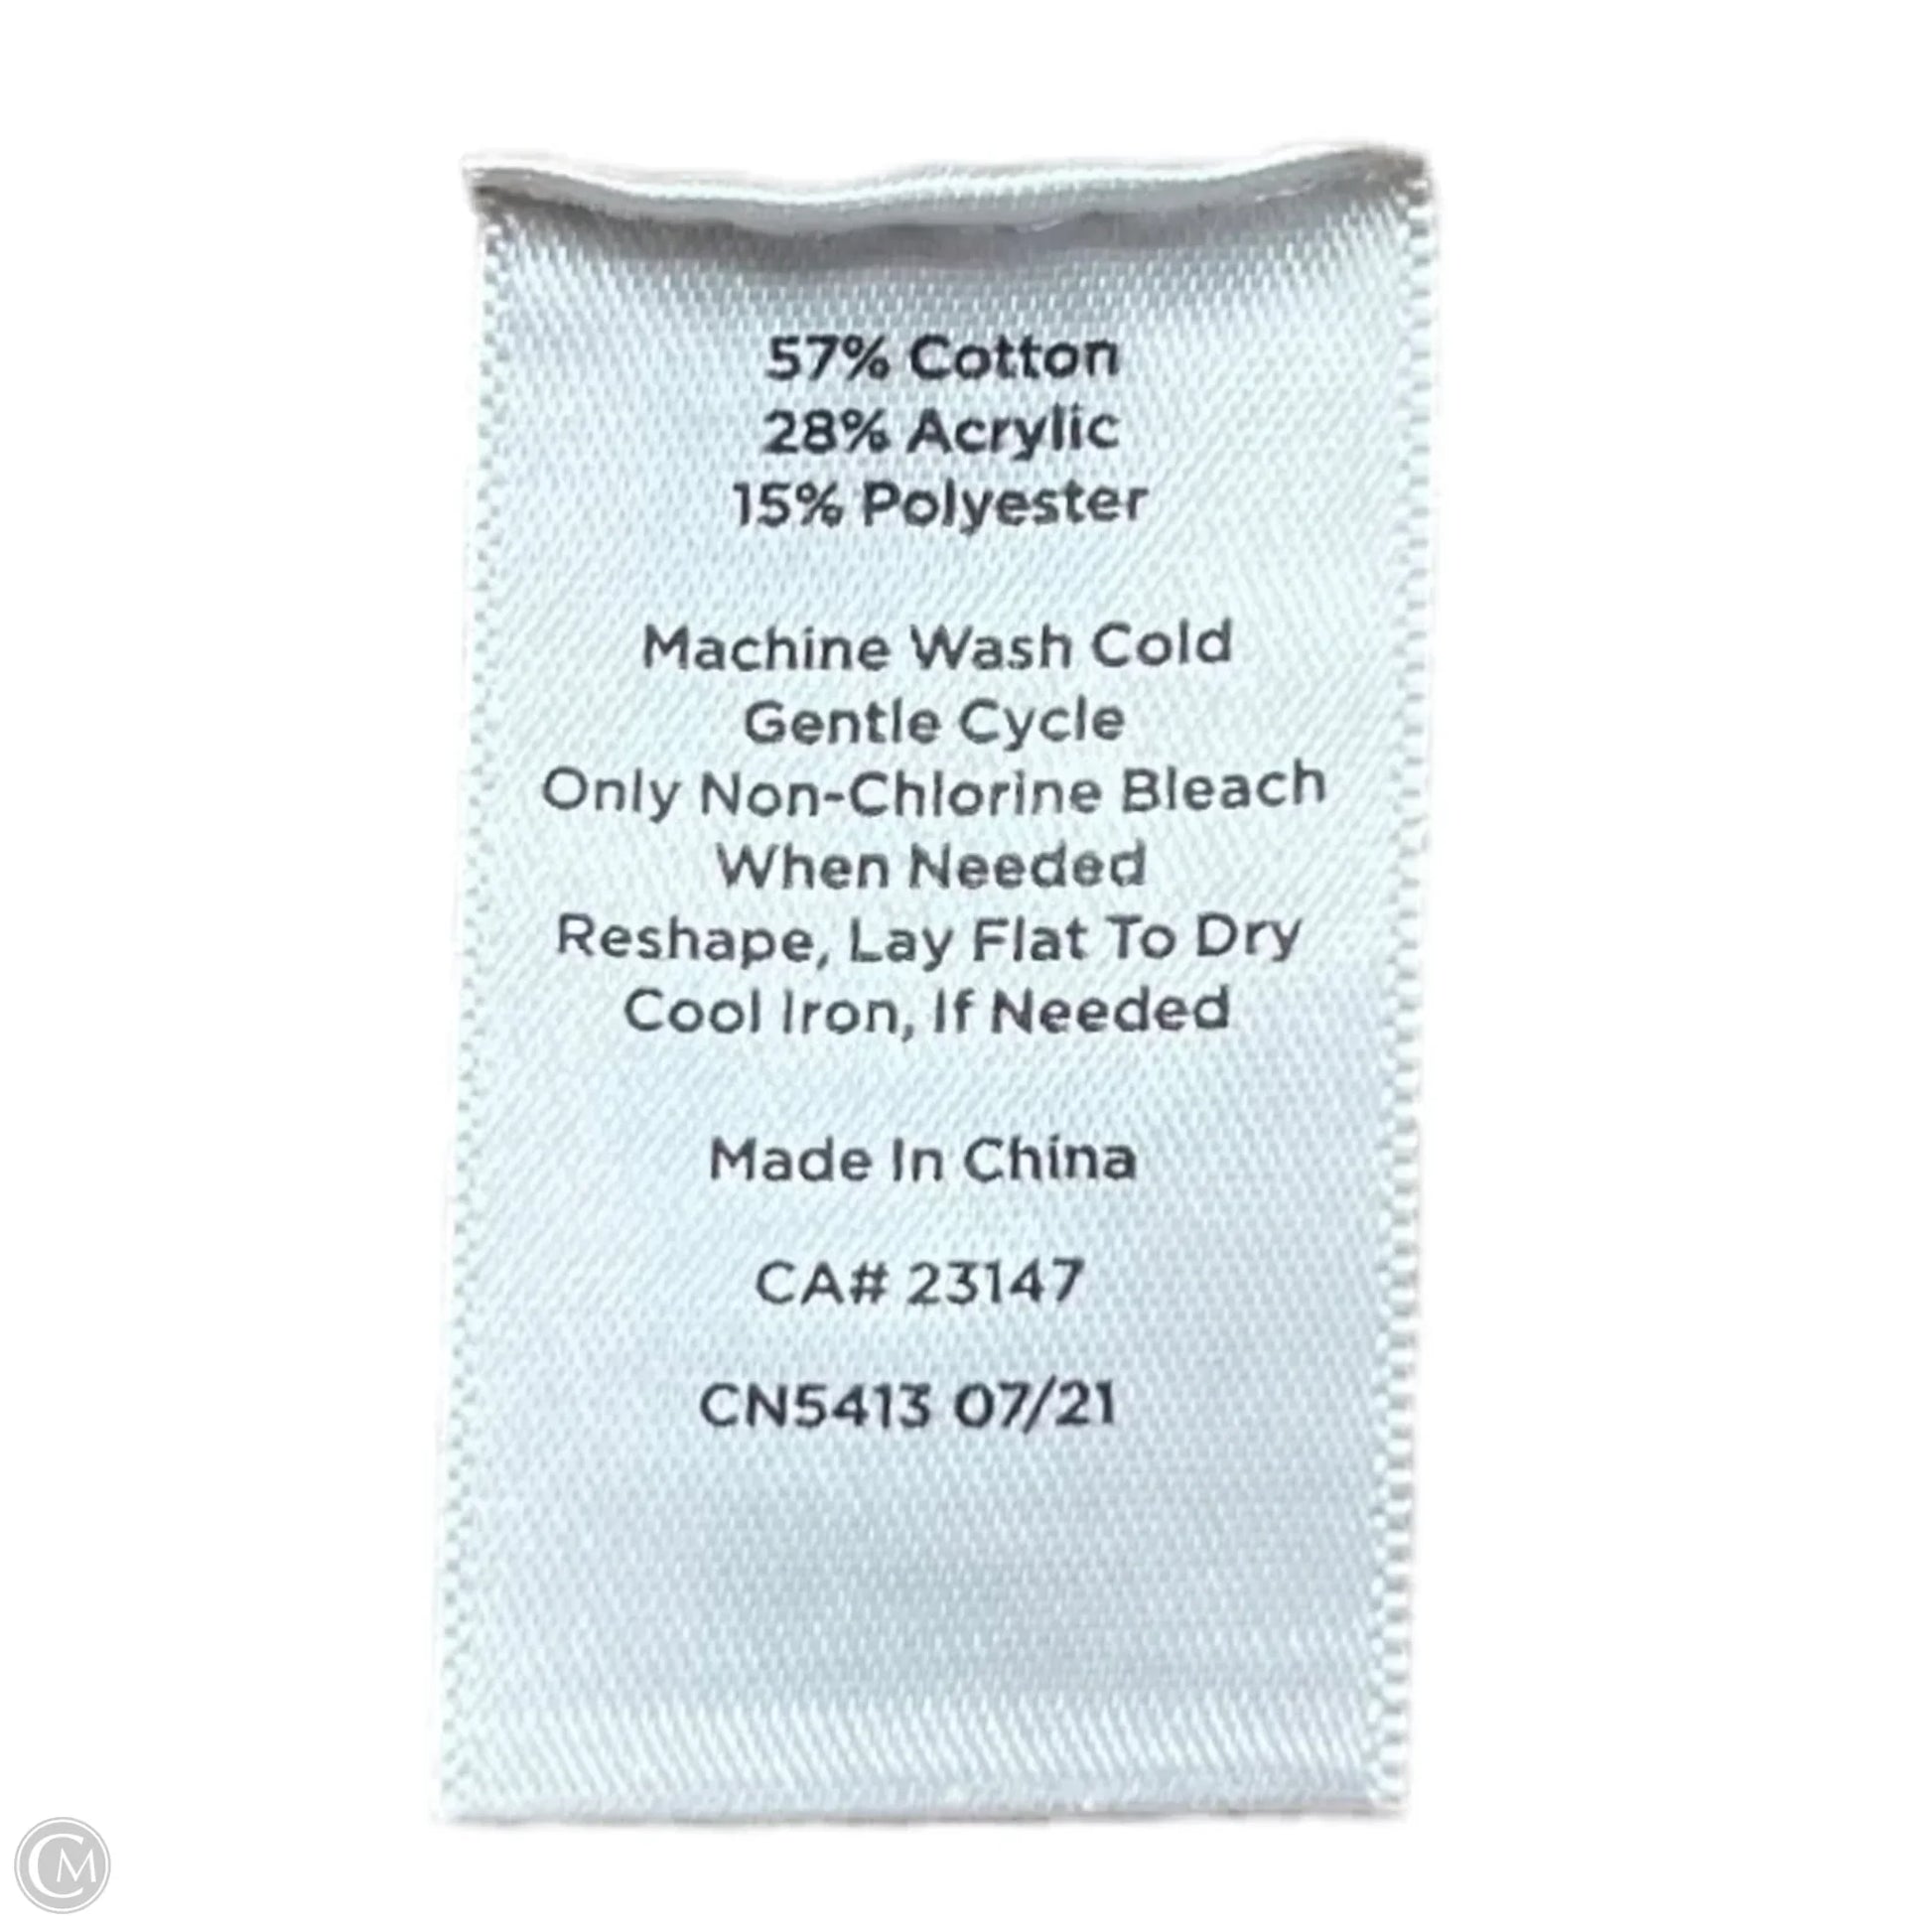 57% Cotton
28% Acrylic
15% Polyester
Machine Wash Cold
Gentle Cycle
Only Non-Chlorine Bleach
When Needed
Reshape, Lay Flat To Dry
Cool Iron, If Needed
Made In China
CA# 23147
CN5413 07/21
CM